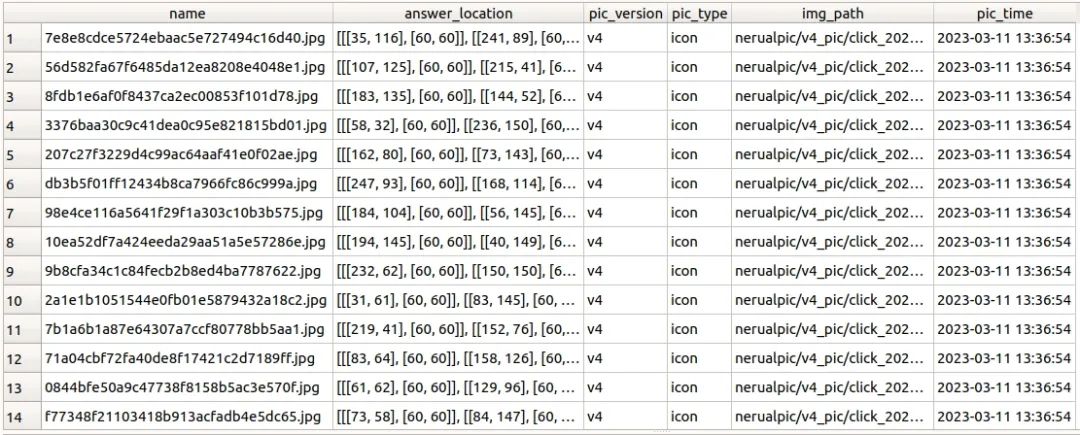 name answer_location pic_version pic_type img_path pic_time
1 7e8e8cdce5724ebaac5e727494c16d40.jpg [[[35, 116], [60, 60]], [[241, 89], [60,... v4 icon nerualpic/v4_pic/click_202... 2023-03-11 13:36:54
2 56d582fa67f6485da12ea8208e4048e1.jpg [[[107, 125], [60, 60]], [[215, 41], [6... v4 icon nerualpic/v4_pic/click_202... 2023-03-11 13:36:54
3 8fdb1e6af0f8437ca2ec00853f101d78.jpg [[[183, 135], [60, 60]], [[144, 52], [6... v4 icon nerualpic/v4_pic/click_202... 2023-03-11 13:36:54
4 3376baa30c9c41dea0c95e821815bd01.jpg [[[58, 32], [60, 60]], [[236, 150], [60,... v4 icon nerualpic/v4_pic/click_202... 2023-03-11 13:36:54
5 207c27f3229d4c99ac64aaf41e0f02ae.jpg [[[162, 80], [60, 60]], [[73, 143], [60,... v4 icon nerualpic/v4_pic/click_202... 2023-03-11 13:36:54
6 db3b5f01ff12434b8ca7966fc86c999a.jpg [[[247, 93], [60, 60]], [[168, 114], [6... v4 icon nerualpic/v4_pic/click_202... 2023-03-11 13:36:54
7 98e4ce116a5641f29f1a303c10b3b575.jpg [[[184, 104], [60, 60]], [[56, 145], [6... v4 icon nerualpic/v4_pic/click_202... 2023-03-11 13:36:54
8 10ea52df7a424eeda29aa51a5e57286e.jpg [[[194, 145], [60, 60]], [[40, 149], [6... v4 icon nerualpic/v4_pic/click_202... 2023-03-11 13:36:54
9 9b8cfa34c1c84fecb2b8ed4ba7787622.jpg [[[232, 62], [60, 60]], [[150, 150], [6... v4 icon nerualpic/v4_pic/click_202... 2023-03-11 13:36:54
10 2a1e1b1051544e0fb01e5879432a18c2.jpg [[[31, 61], [60, 60]], [[83, 145], [60, ... v4 icon nerualpic/v4_pic/click_202... 2023-03-11 13:36:54
11 7b1a6b1a87e64307a7ccf80778bb5aa1.jpg [[[219, 41], [60, 60]], [[152, 76], [60,... v4 icon nerualpic/v4_pic/click_202... 2023-03-11 13:36:54
12 71a04cbf72fa40de8f17421c2d7189ff.jpg [[[83, 64], [60, 60]], [[158, 126], [60,... v4 icon nerualpic/v4_pic/click_202... 2023-03-11 13:36:54
13 0844bfe50a9c47738f8158b5ac3e570f.jpg [[[61, 62], [60, 60]], [[129, 96], [60, ... v4 icon nerualpic/v4_pic/click_202... 2023-03-11 13:36:54
14 f77348f21103418b913acfadb4e5dc65.jpg [[[73, 58], [60, 60]], [[84, 147], [60, ... v4 icon nerualpic/v4_pic/click_202... 2023-03-11 13:36:54